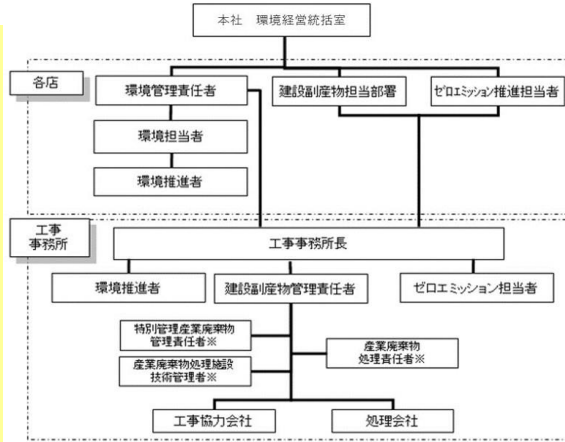 本社　環境経営統括室
各店
環境管理責任者
建設副産物担当部署
ｾﾞﾛｴﾐｯｼｮﾝ推進担当者
環境担当者
環境推進者
工事
事務所
工事事務所長
環境推進者
建設副産物管理責任者
ゼロエミッション担当者
特別管理産業廃棄物
管理責任者※
産業廃棄物
処理責任者※
産業廃棄物処理施設
技術管理者※
工事協力会社
処理会社